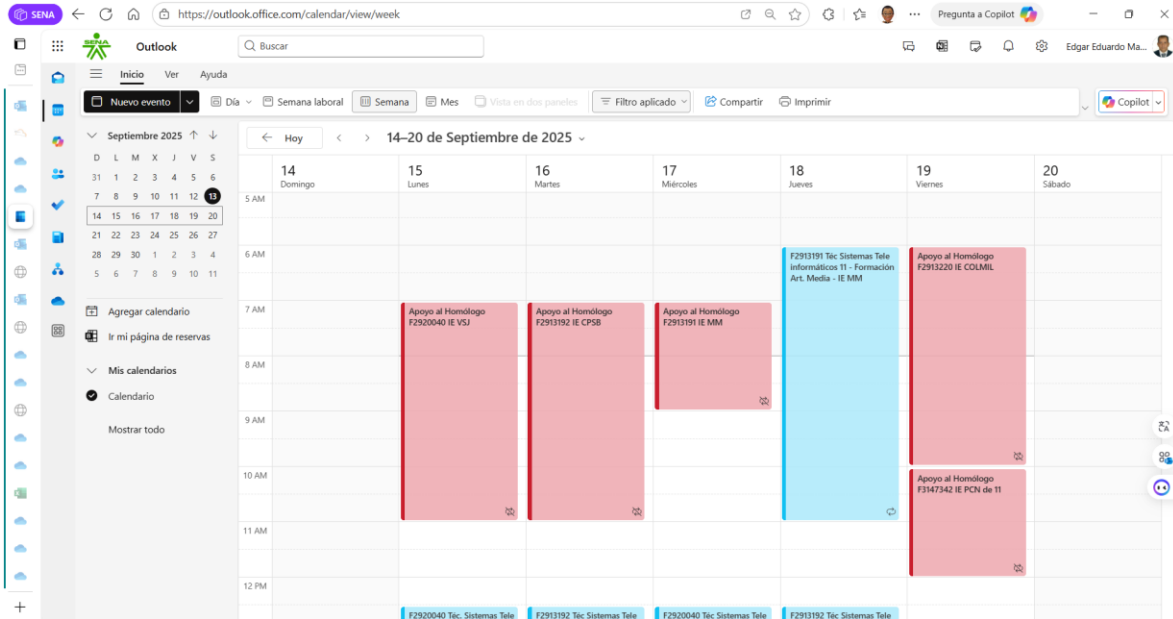 SENA
https://outlook.office.com/calendar/view/week
Pregunta a Copilot
SENA
Outlook
Buscar
Edgar Eduardo Ma...
Inicio Ver Ayuda
Nuevo evento
Día
Semana laboral
Semana
Mes
Vista en dos paneles
Filtro aplicado
Compartir
Imprimir
Copilot
Septiembre 2025
D L M X J V S
31 1 2 3 4 5 6
7 8 9 10 11 12 13
14 15 16 17 18 19 20
21 22 23 24 25 26 27
28 29 30 1 2 3 4
5 6 7 8 9 10 11
Agregar calendario
Ir mi página de reservas
Mis calendarios
Calendario
Mostrar todo
Hoy
14–20 de Septiembre de 2025
14
Domingo
15
Lunes
16
Martes
17
Miércoles
18
Jueves
19
Viernes
20
Sábado
5 AM
6 AM
7 AM
8 AM
9 AM
10 AM
11 AM
12 PM
Apoyo al Homólogo
F2920040 IE VSJ
F2920040 Téc. Sistemas Tele
Apoyo al Homólogo
F2913192 IE CPSB
F2913192 Téc Sistemas Tele
Apoyo al Homólogo
F2913191 IE MM
F2920040 Téc Sistemas Tele
F2913191 Téc Sistemas Tele
informáticos 11 - Formación
Art. Media - IE MM
F2913192 Téc Sistemas Tele
Apoyo al Homólogo
F2913220 IE COLMIL
Apoyo al Homólogo
F3147342 IE PCN de 11